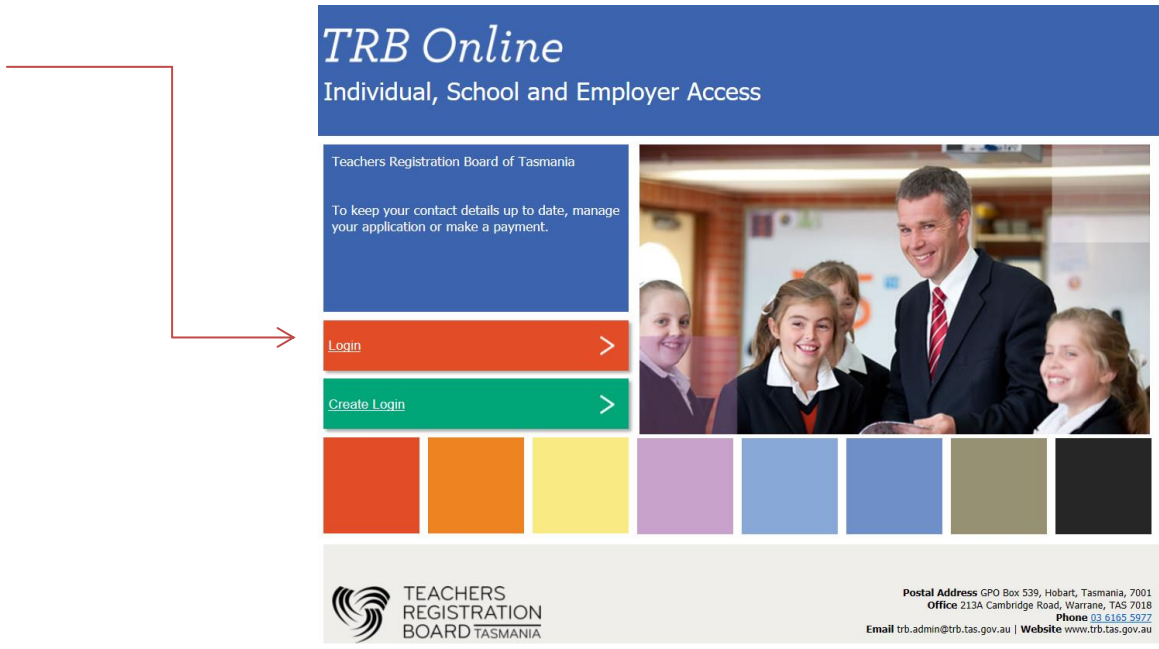 TRB Online
Individual, School and Employer Access
Teachers Registration Board of Tasmania
To keep your contact details up to date, manage
your application or make a payment.
Login
Create Login
TEACHERS
REGISTRATION
BOARD TASMANIA
Postal Address GPO Box 539, Hobart, Tasmania, 7001
Office 213A Cambridge Road, Warrane, TAS 7018
Phone 03 6165 5977
Email trb.admin@trb.tas.gov.au | Website www.trb.tas.gov.au